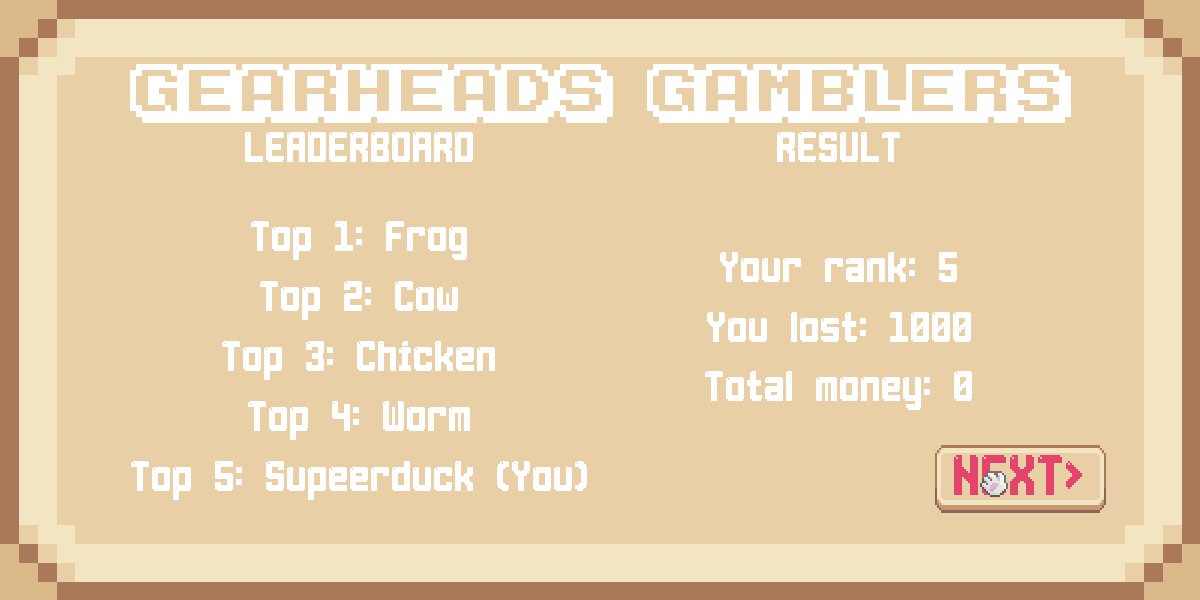 GEARHEADS GAMBLERS
LEADERBOARD
Top 1: Frog
Top 2: Cow
Top 3: Chicken
Top 4: Worm
Top 5: Supeerduck (You)
RESULT
Your rank: 5
You lost: 1000
Total money: 0
NEXT>